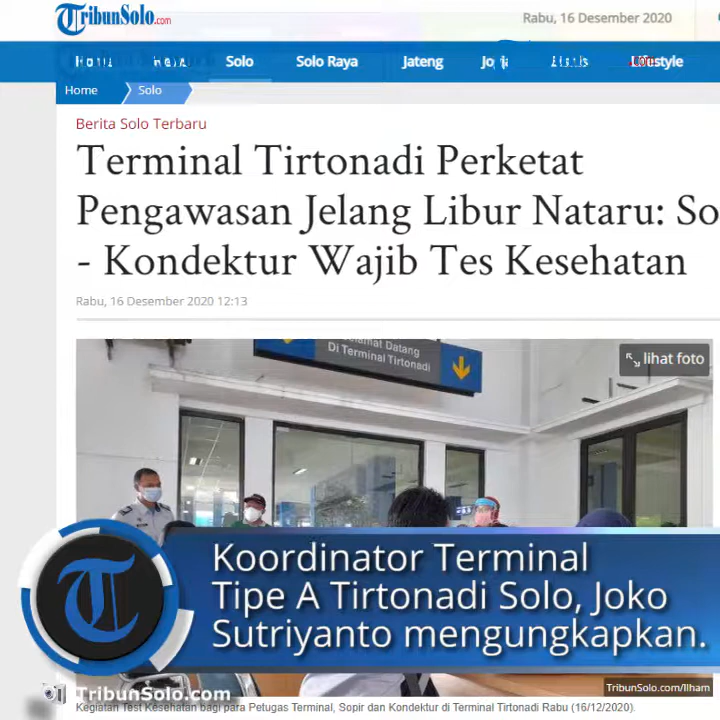 TribunSolo.com
Rabu, 16 Desember 2020
Solo Solo Raya Jateng Lifestyle
Home Solo
Berita Solo Terbaru
Terminal Tirtonadi Perketat
Pengawasan Jelang Libur Nataru: So
- Kondektur Wajib Tes Kesehatan
Rabu, 16 Desember 2020 12:13
lihat foto
Selamat Datang
Di Terminal Tirtonadi
Koordinator Terminal
Tipe A Tirtonadi Solo, Joko
Sutriyanto mengungkapkan.
TribunSolo.com/Ilham
TribunSolo.com
Kegiatan Test Kesehatan bagi para Petugas Terminal, Sopir dan Kondektur di Terminal Tirtonadi Rabu (16/12/2020).